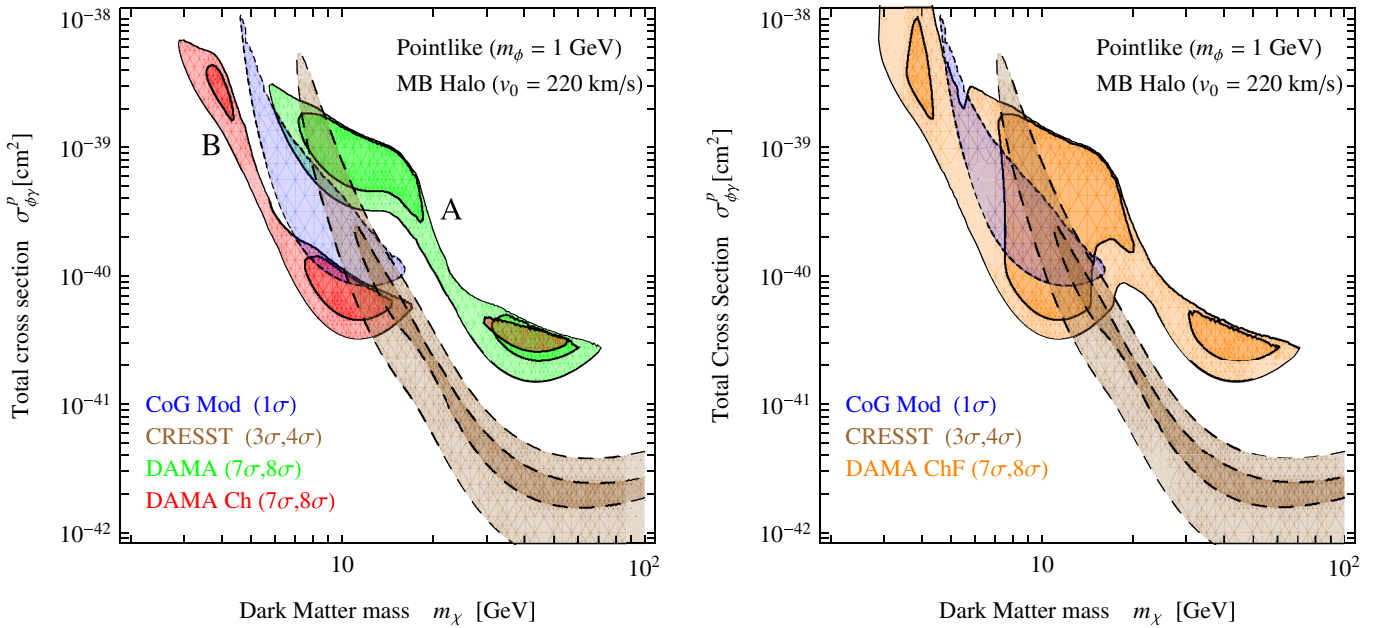 Pointlike (m_ϕ = 1 GeV)
MB Halo (v_0 = 220 km/s)
A
B
CoG Mod (1σ)
CRESST (3σ,4σ)
DAMA (7σ,8σ)
DAMA Ch (7σ,8σ)
10^−38
10^−39
10^−40
10^−41
10^−42
10
10^2
Total cross section σ^p_ϕγ [cm^2]
Dark Matter mass m_χ [GeV]
Pointlike (m_ϕ = 1 GeV)
MB Halo (v_0 = 220 km/s)
CoG Mod (1σ)
CRESST (3σ,4σ)
DAMA ChF (7σ,8σ)
10^−38
10^−39
10^−40
10^−41
10^−42
10
10^2
Total Cross Section σ^p_ϕγ [cm^2]
Dark Matter mass m_χ [GeV]